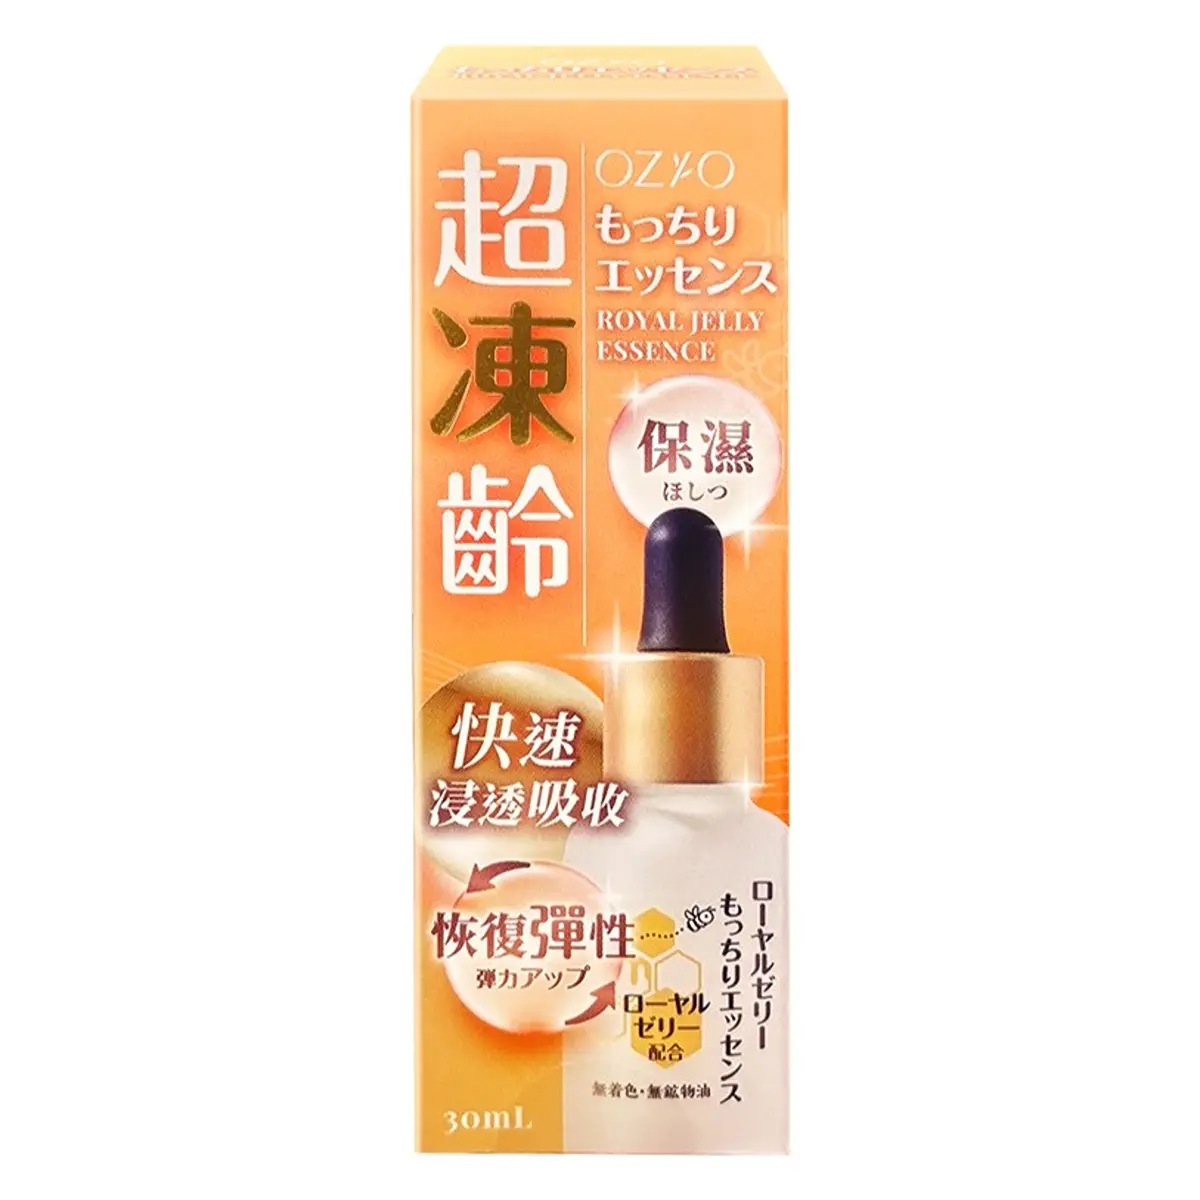 OZIO
超凍齡
OZIO
もっちり
エッセンス
ROYAL JELLY
ESSENCE
保濕
ほしつ
快速
浸透吸收
恢復彈性
弾力アップ
ローヤルゼリー
もっちりエッセンス
ローヤル
ゼリー
配合
無着色・無鉱物油
30mL